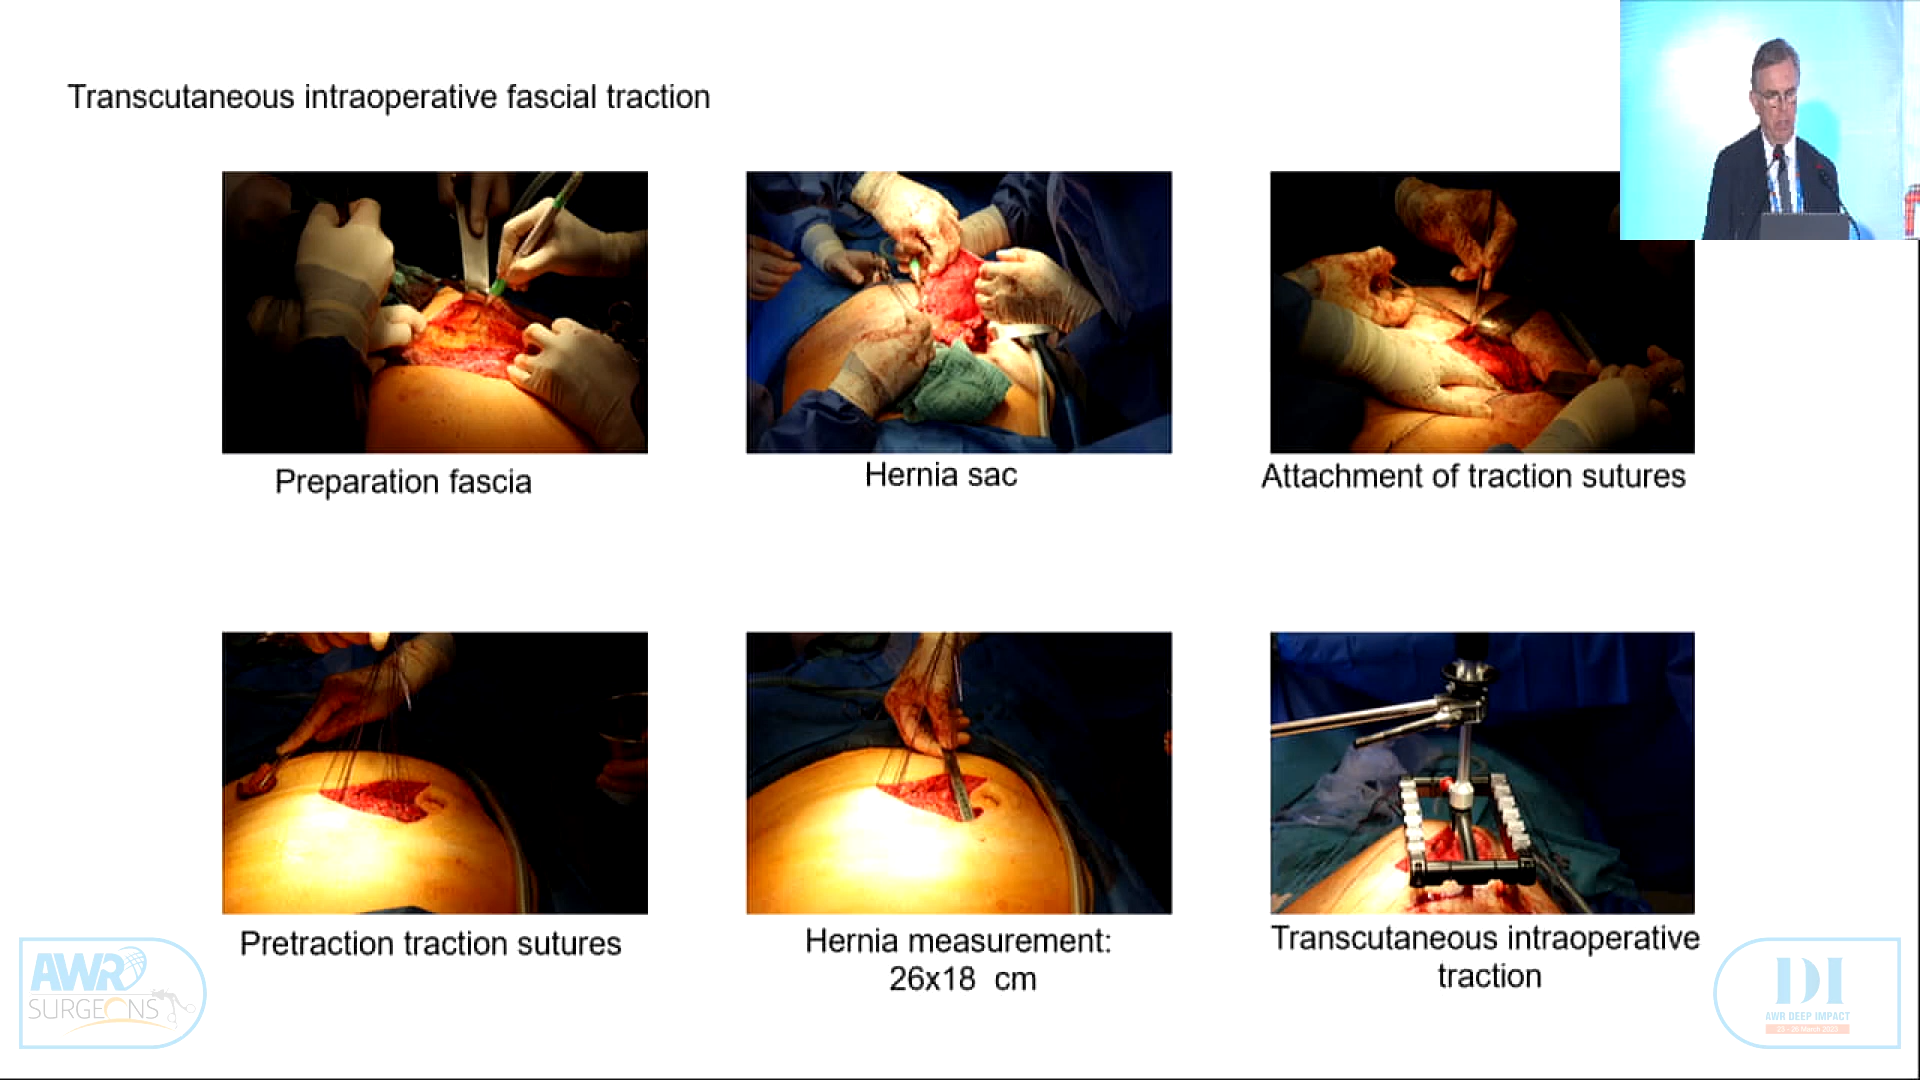 Transcutaneous intraoperative fascial traction
Preparation fascia
Hernia sac
Attachment of traction sutures
Pretraction traction sutures
Hernia measurement:
26x18 cm
Transcutaneous intraoperative
traction
AWR
SURGEONS
DI
AWR DEEP IMPACT